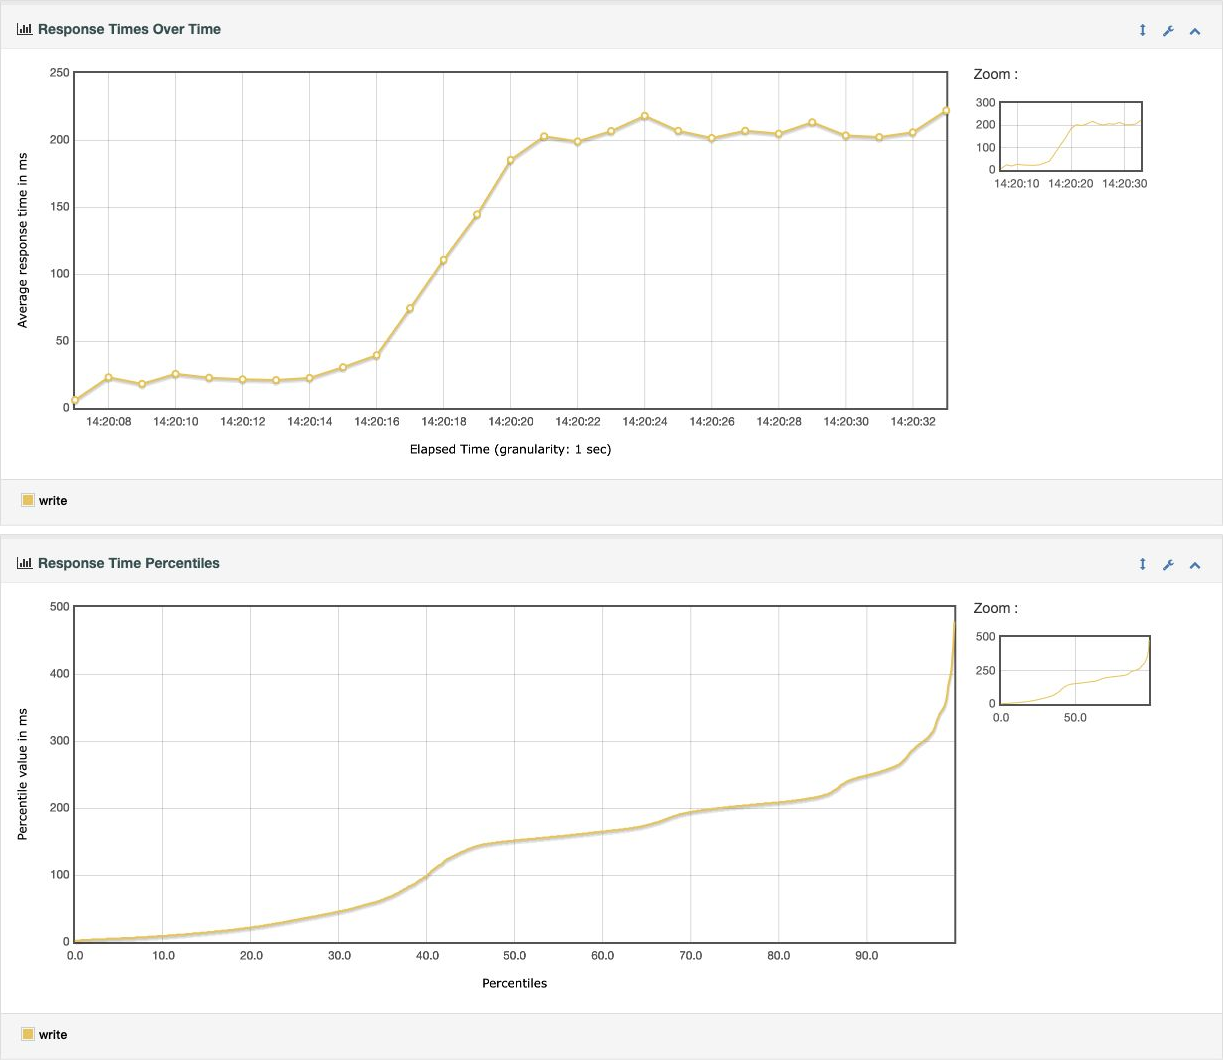 Response Times Over Time
Zoom :
250
200
150
100
50
0
Average response time in ms
14:20:08 14:20:10 14:20:12 14:20:14 14:20:16 14:20:18 14:20:20 14:20:22 14:20:24 14:20:26 14:20:28 14:20:30 14:20:32
Elapsed Time (granularity: 1 sec)
300
200
100
0
14:20:10 14:20:20 14:20:30
write
Response Time Percentiles
Zoom :
500
400
300
200
100
0
Percentile value in ms
0.0 10.0 20.0 30.0 40.0 50.0 60.0 70.0 80.0 90.0
Percentiles
500
250
0
0.0 50.0
write